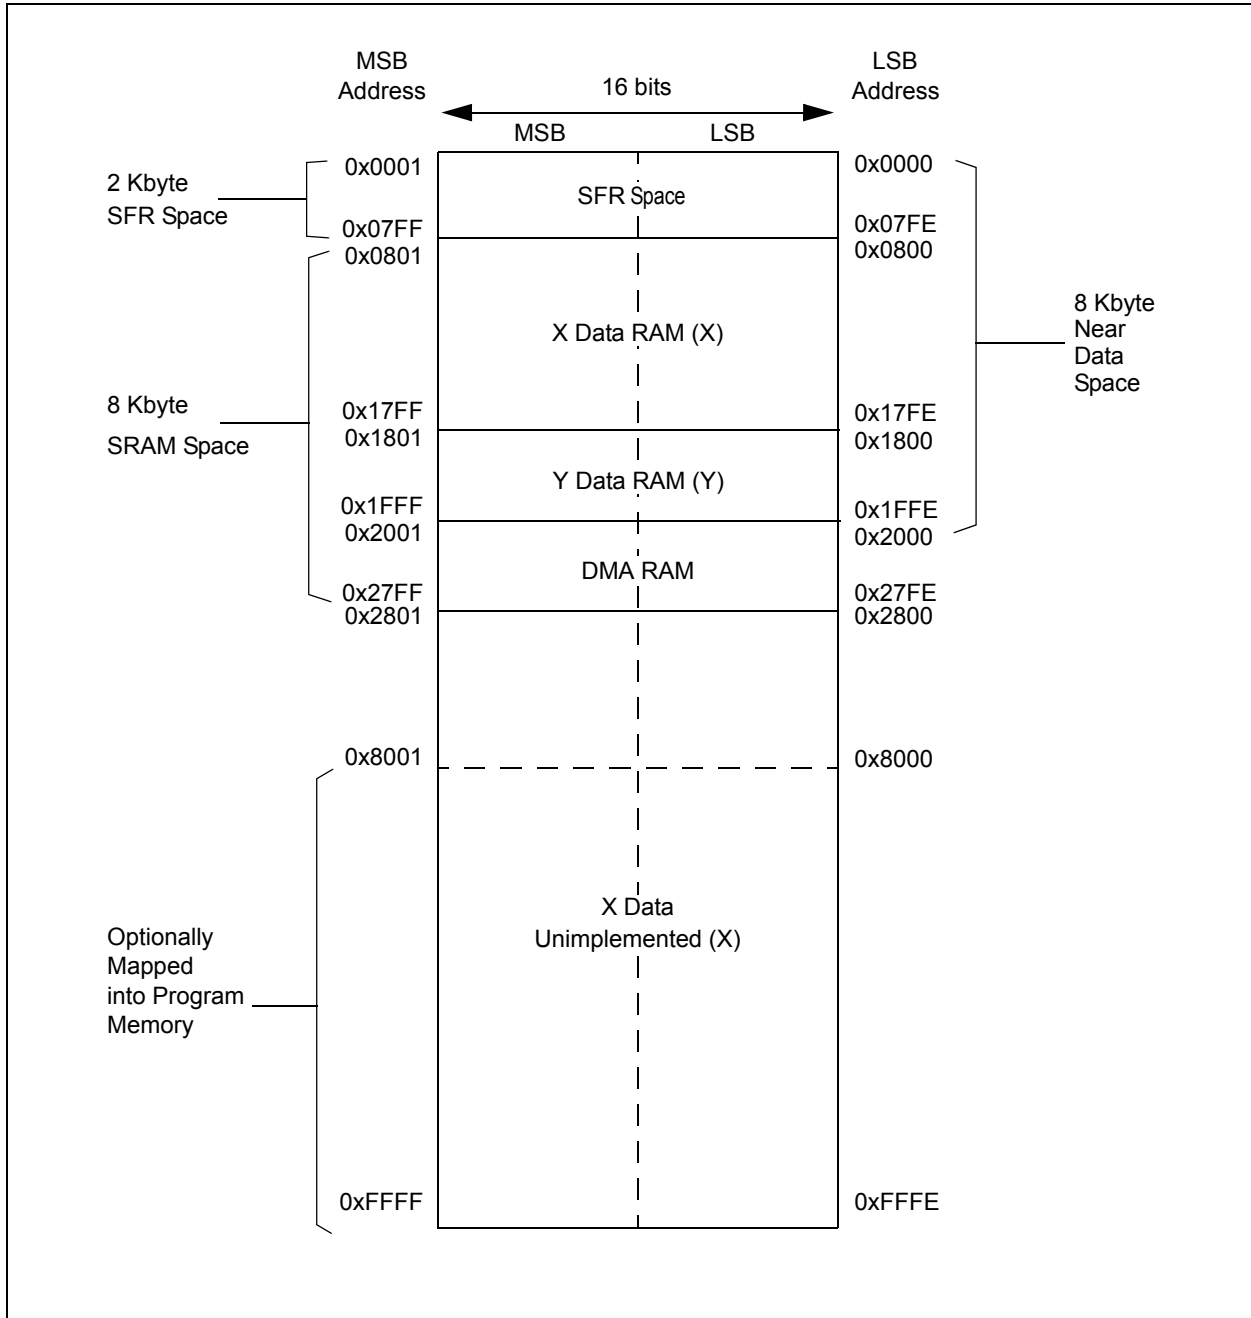 MSB
Address
16 bits
LSB
Address
MSB
LSB
0x0001
0x0000
2 Kbyte
SFR Space
SFR Space
0x07FF
0x07FE
0x0801
0x0800
X Data RAM (X)
8 Kbyte
Near
Data
Space
8 Kbyte
SRAM Space
0x17FF
0x17FE
0x1801
0x1800
Y Data RAM (Y)
0x1FFF
0x1FFE
0x2001
0x2000
DMA RAM
0x27FF
0x27FE
0x2801
0x2800
0x8001
0x8000
X Data
Unimplemented (X)
Optionally
Mapped
into Program
Memory
0xFFFF
0xFFFE